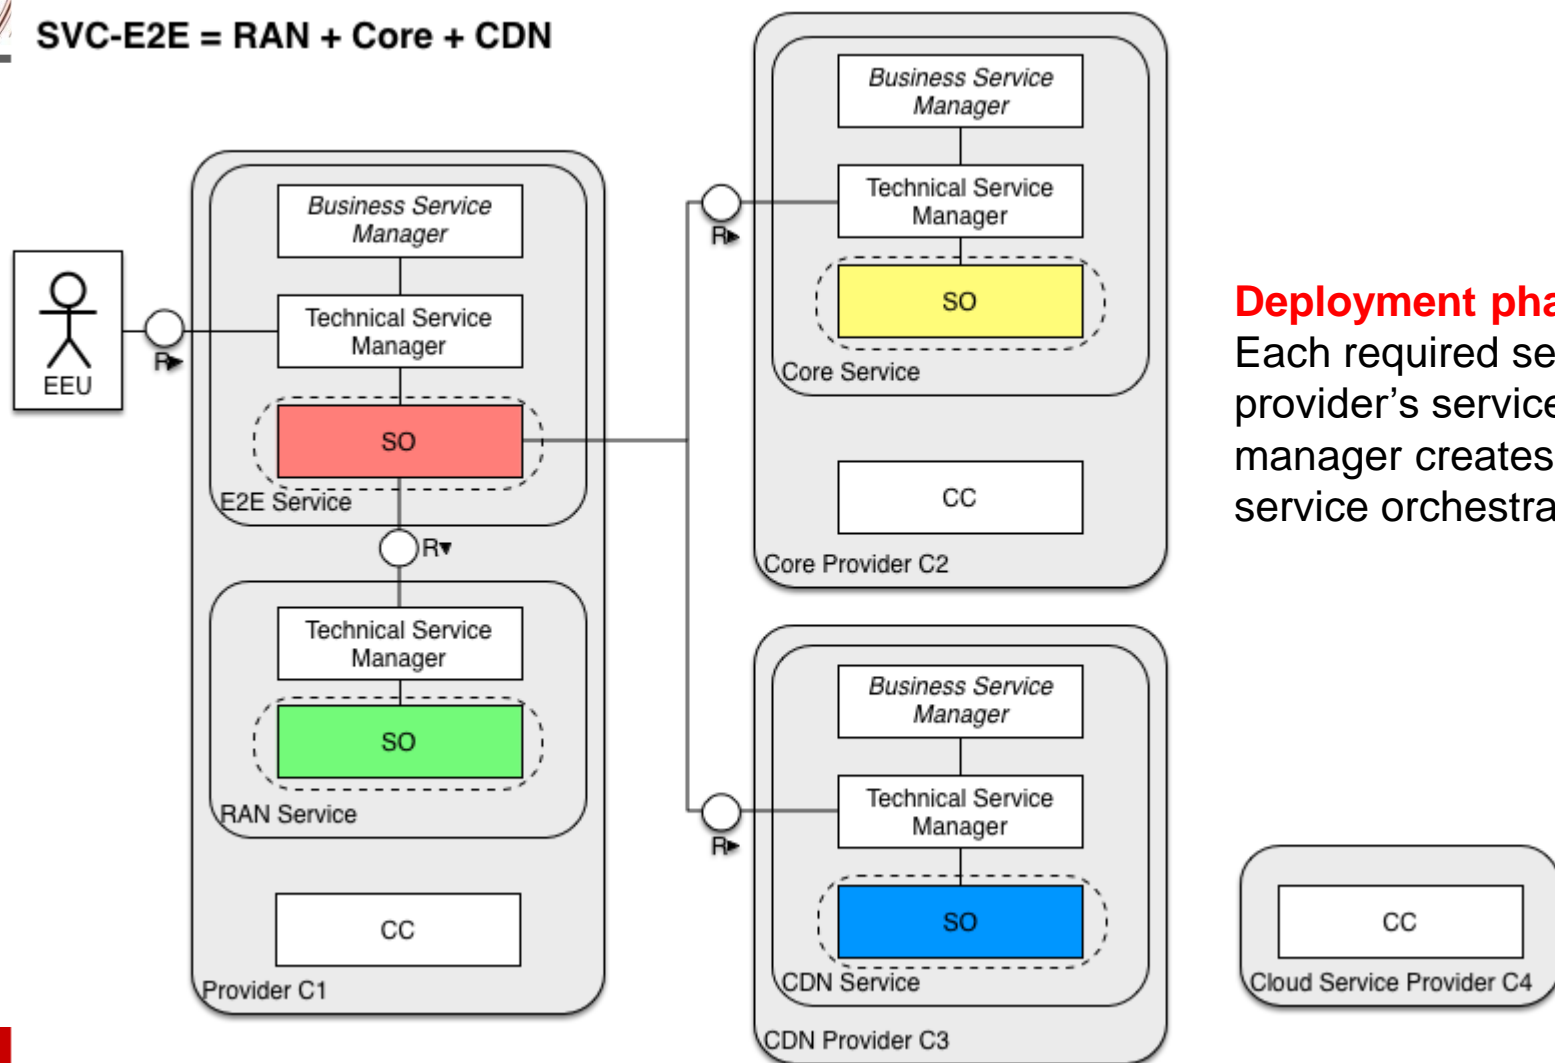 SVC-E2E = RAN + Core + CDN
EEU
R▶
Business Service
Manager
Technical Service
Manager
SO
E2E Service
R▼
Technical Service
Manager
SO
RAN Service
CC
Provider C1
R▶
Business Service
Manager
Technical Service
Manager
SO
Core Service
CC
Core Provider C2
R▶
Business Service
Manager
Technical Service
Manager
SO
CDN Service
CDN Provider C3
Deployment pha
Each required se
provider’s service
manager creates
service orchestra
CC
Cloud Service Provider C4